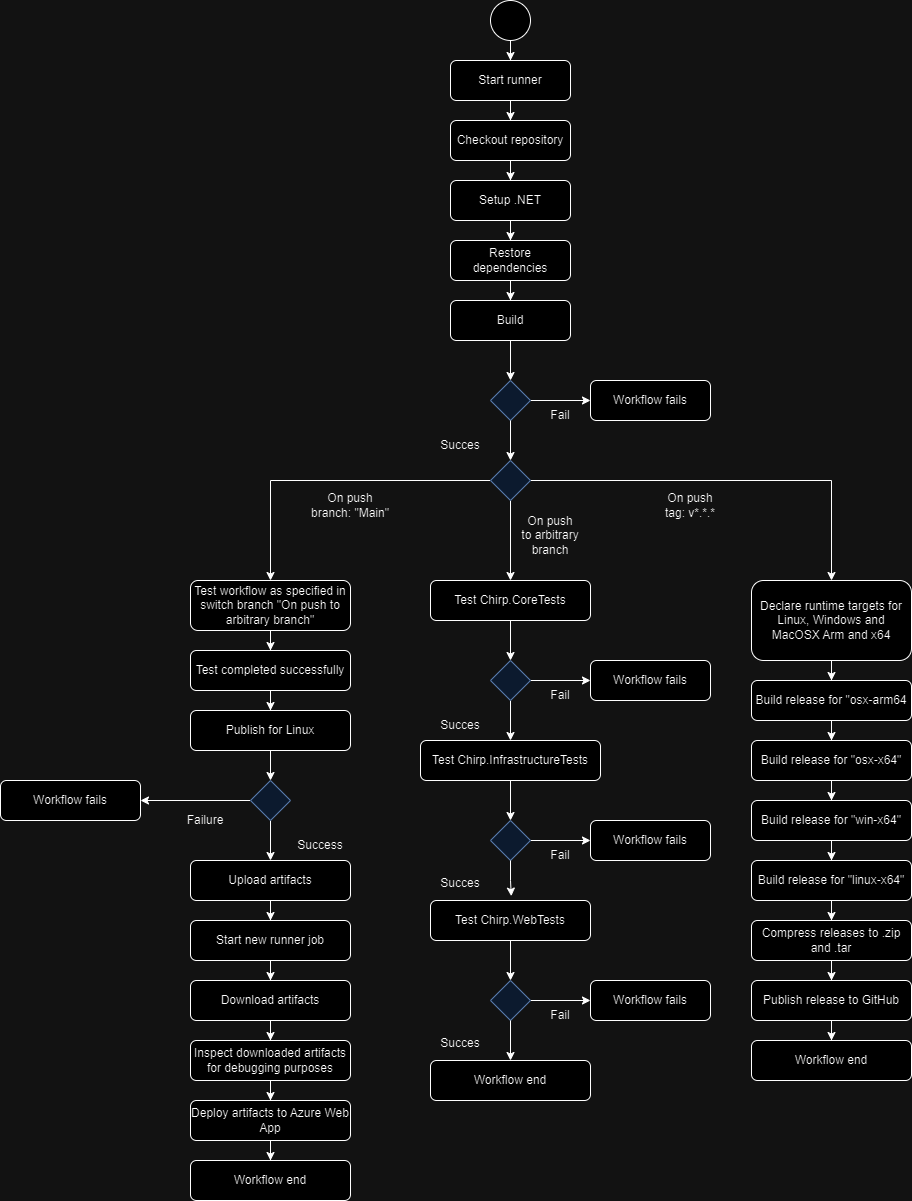 Start runner
Checkout repository
Setup .NET
Restore
dependencies
Build
Workflow fails
Fail
Succes
On push
branch: "Main"
On push
to arbitrary
branch
On push
tag: v*.*.*
Test workflow as specified in
switch branch "On push to
arbitrary branch"
Test completed successfully
Publish for Linux
Workflow fails
Failure
Success
Upload artifacts
Start new runner job
Download artifacts
Inspect downloaded artifacts
for debugging purposes
Deploy artifacts to Azure Web
App
Workflow end
Test Chirp.CoreTests
Workflow fails
Fail
Succes
Test Chirp.InfrastructureTests
Workflow fails
Fail
Succes
Test Chirp.WebTests
Workflow fails
Fail
Succes
Workflow end
Declare runtime targets for
Linux, Windows and
MacOSX Arm and x64
Build release for "osx-arm64
Build release for "osx-x64"
Build release for "win-x64"
Build release for "linux-x64"
Compress releases to .zip
and .tar
Publish release to GitHub
Workflow end